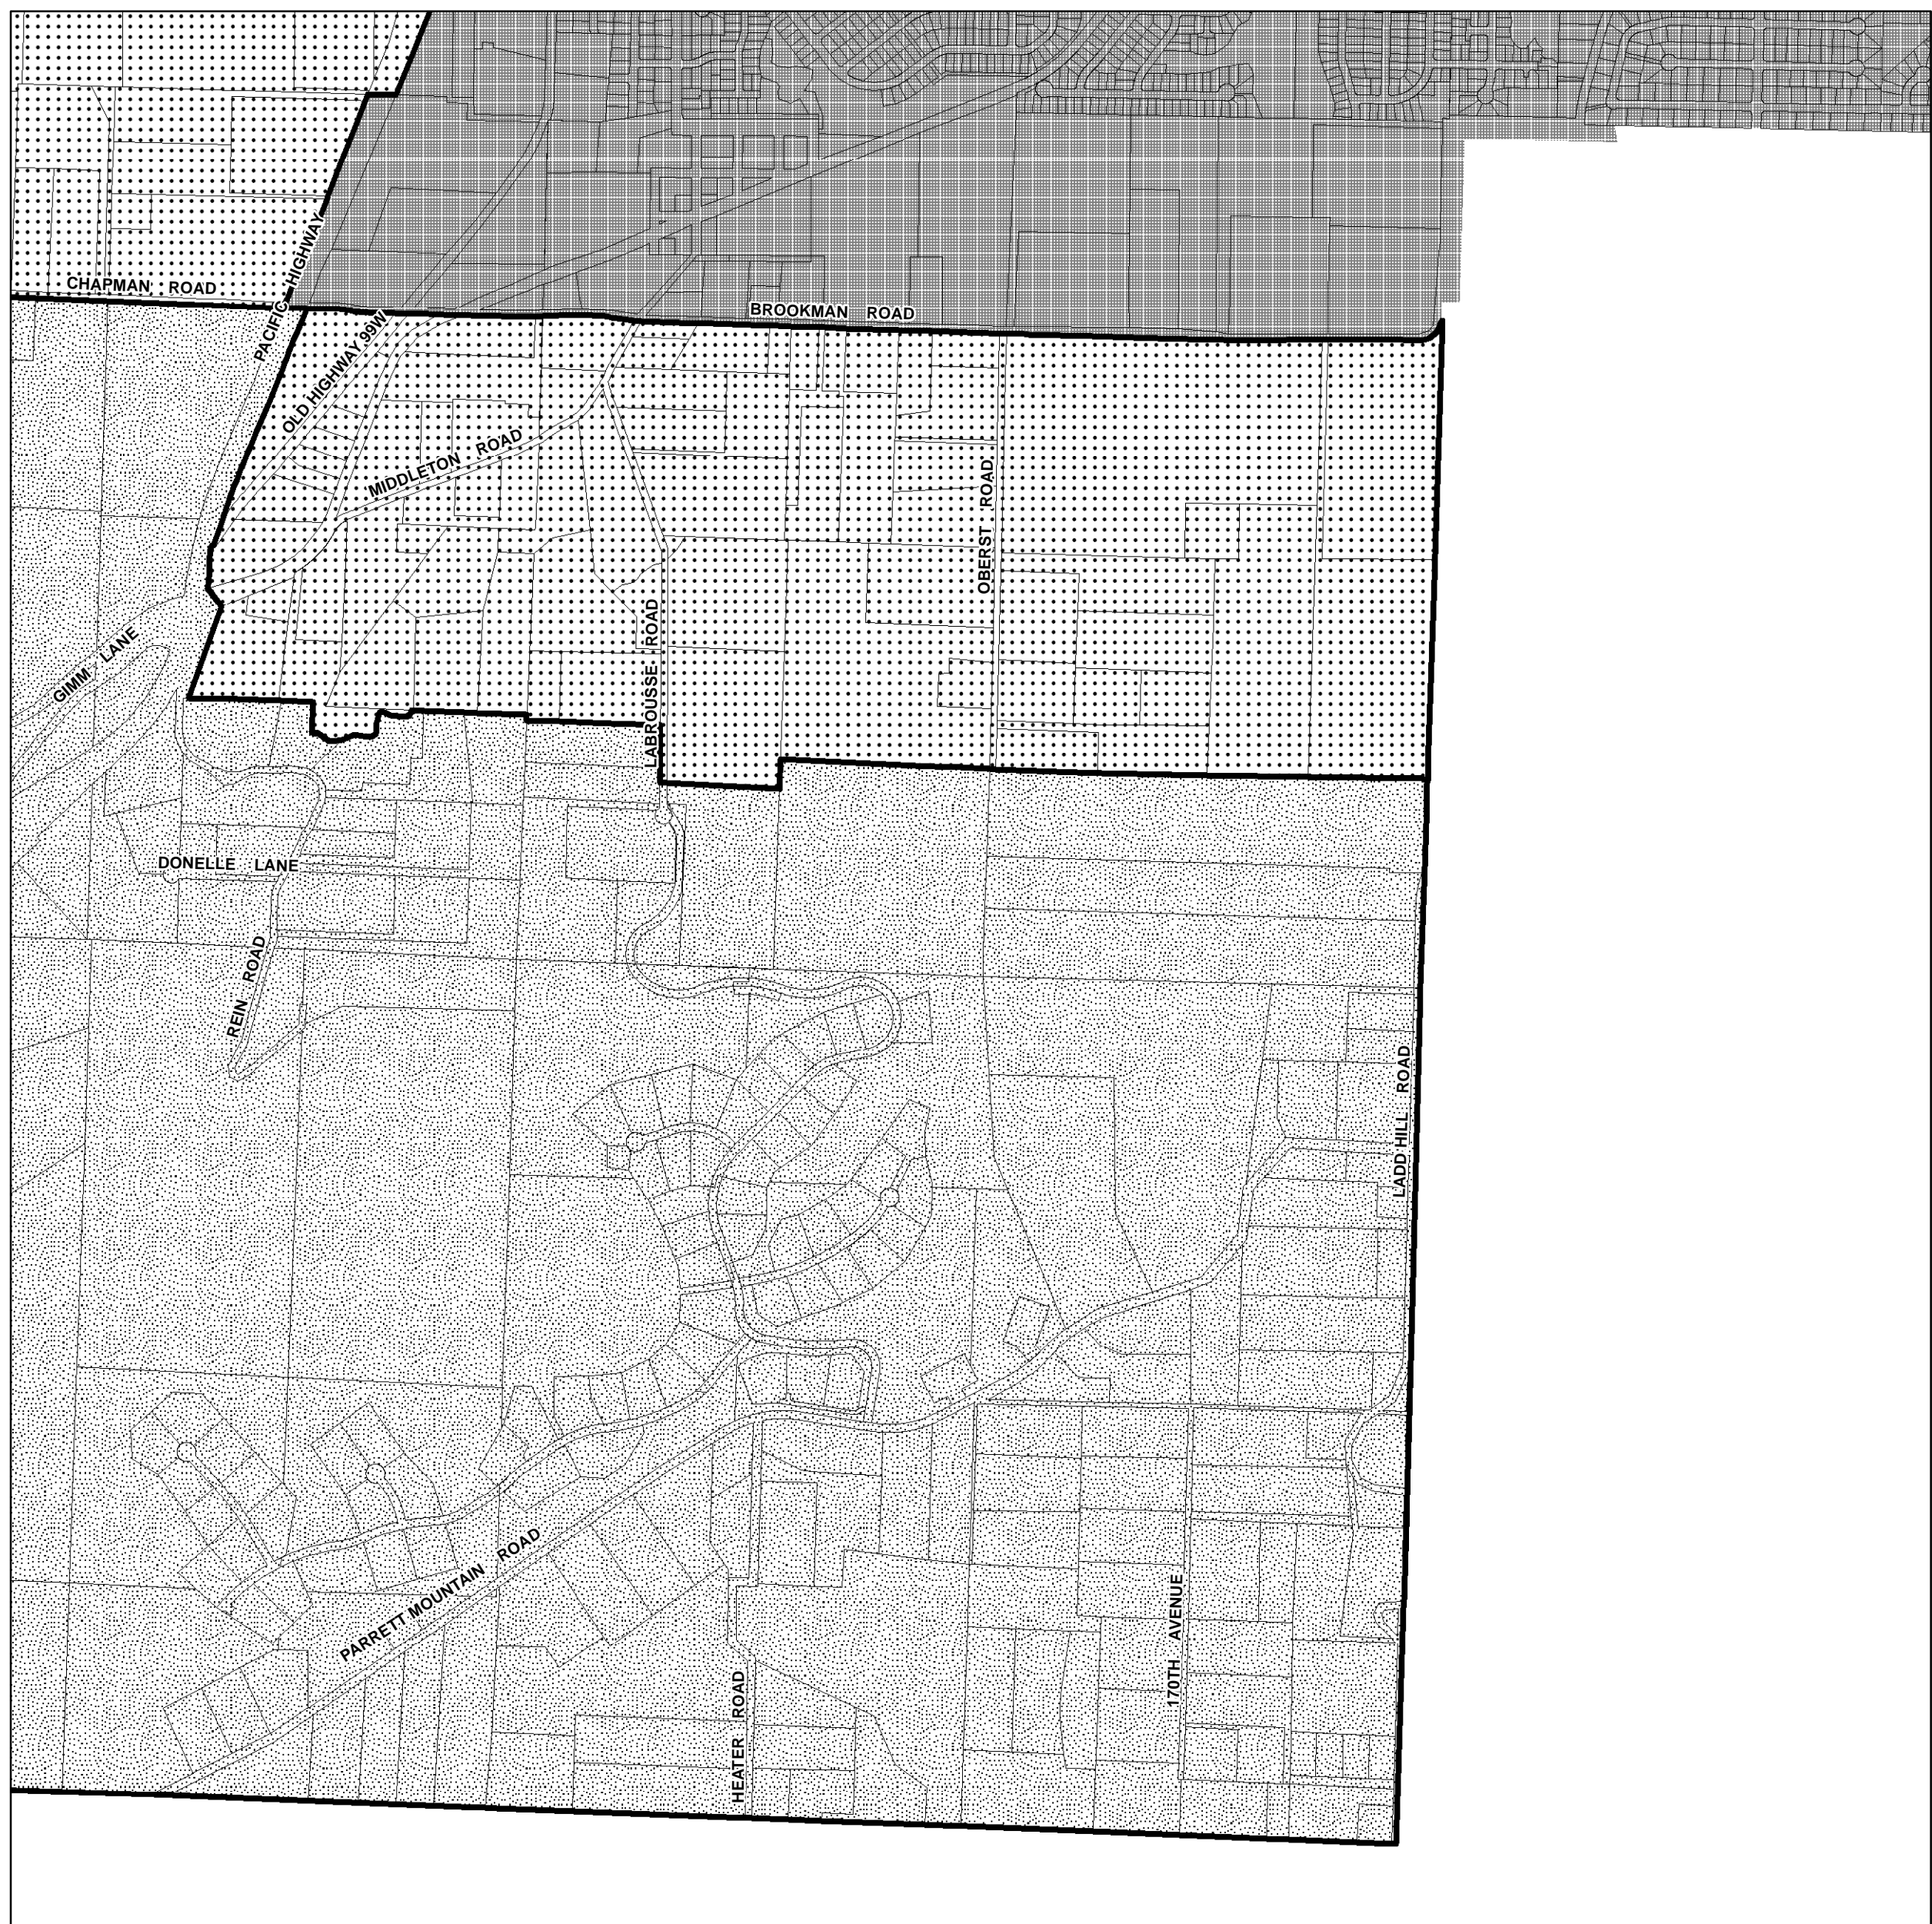 CHAPMAN ROAD
PACIFIC HIGHWAY
BROOKMAN ROAD
OLD HIGHWAY 99W
MIDDLETON ROAD
OBERST ROAD
GIMM LANE
LABROUSSE ROAD
DONELLE LANE
REIN ROAD
LADD HILL ROAD
PARRETT MOUNTAIN ROAD
170TH AVENUE
HEATER ROAD